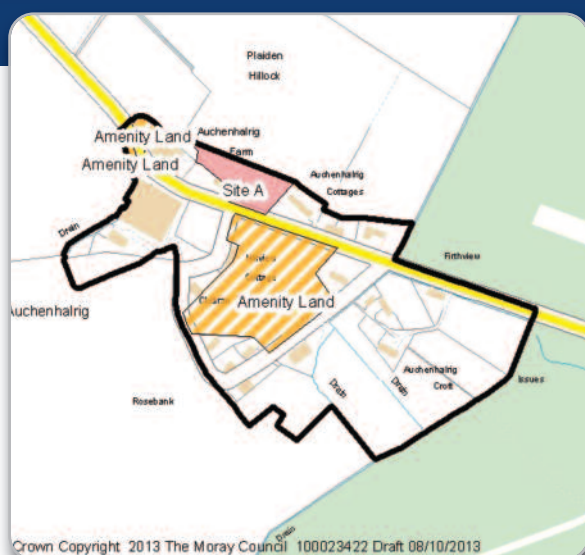 Plaiden
Hillock
Amenity Land
Auchenhalrig
Farm
Amenity Land
Site A
Auchenhalrig
Cottages
Drain
Firthview
Cottage
Amenity Land
Auchenhalrig
Auchenhalrig
Croft
Issues
Drain
Drain
Rosebank
Drain
Crown Copyright 2013 The Moray Council 100023422 Draft 08/10/2013